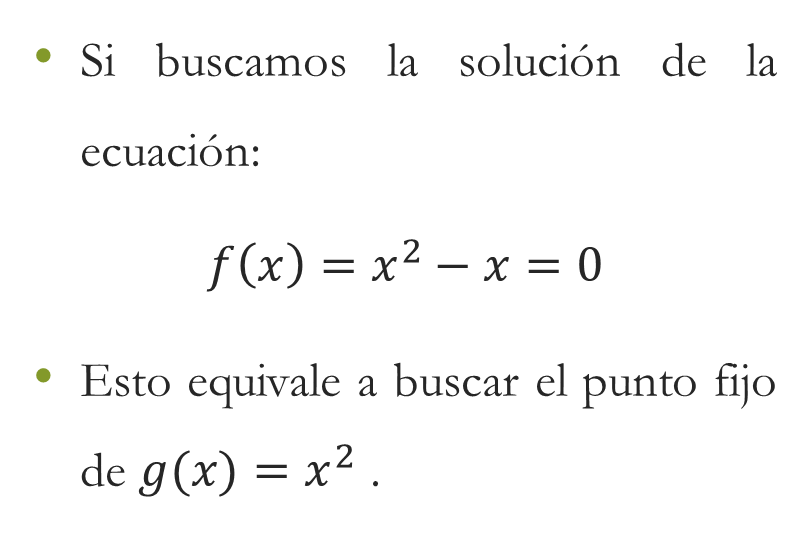 • Si buscamos la solución de la
ecuación:
f(x) = x² − x = 0
• Esto equivale a buscar el punto fijo
de g(x) = x² .